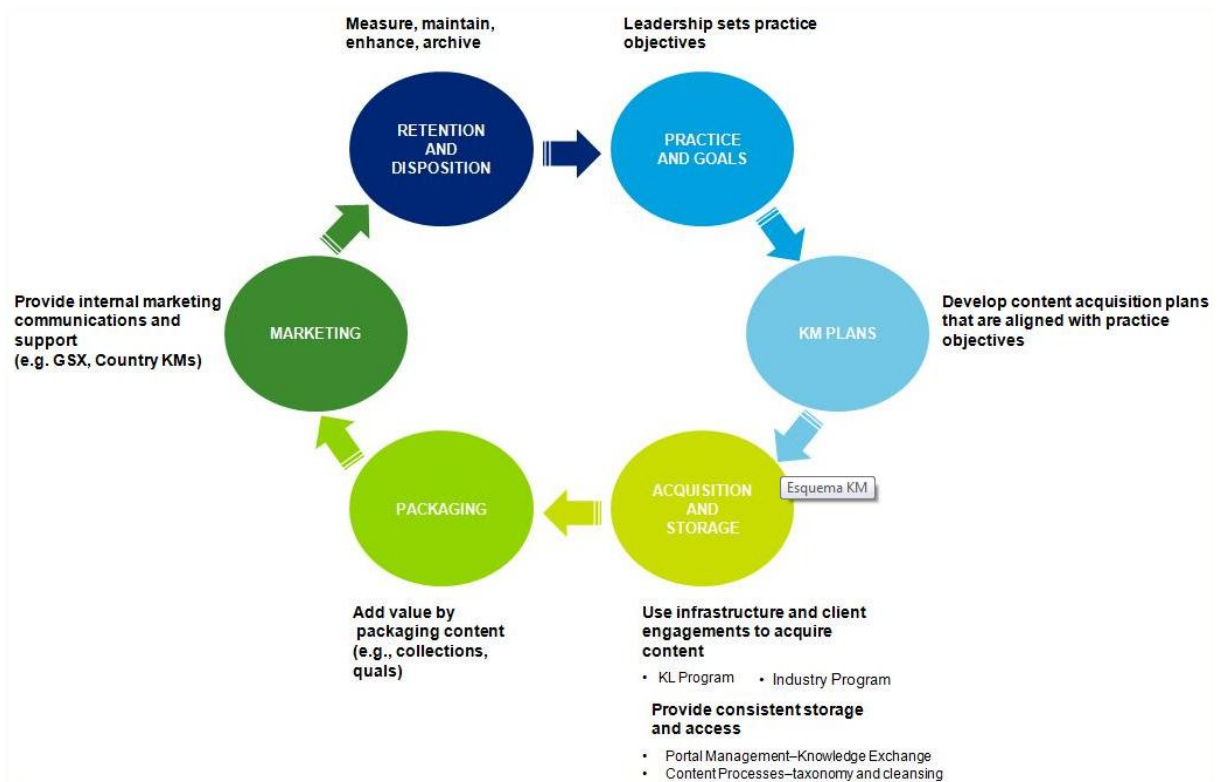 Measure, maintain,
enhance, archive
Leadership sets practice
objectives
RETENTION
AND
DISPOSITION
PRACTICE
AND GOALS
Provide internal marketing
communications and
support
(e.g. GSX, Country KMs)
MARKETING
KM PLANS
Develop content acquisition plans
that are aligned with practice
objectives
PACKAGING
ACQUISITION
AND
STORAGE
Esquema KM
Add value by
packaging content
(e.g., collections,
quals)
Use infrastructure and client
engagements to acquire
content
• KL Program • Industry Program
Provide consistent storage
and access
• Portal Management–Knowledge Exchange
• Content Processes–taxonomy and cleansing